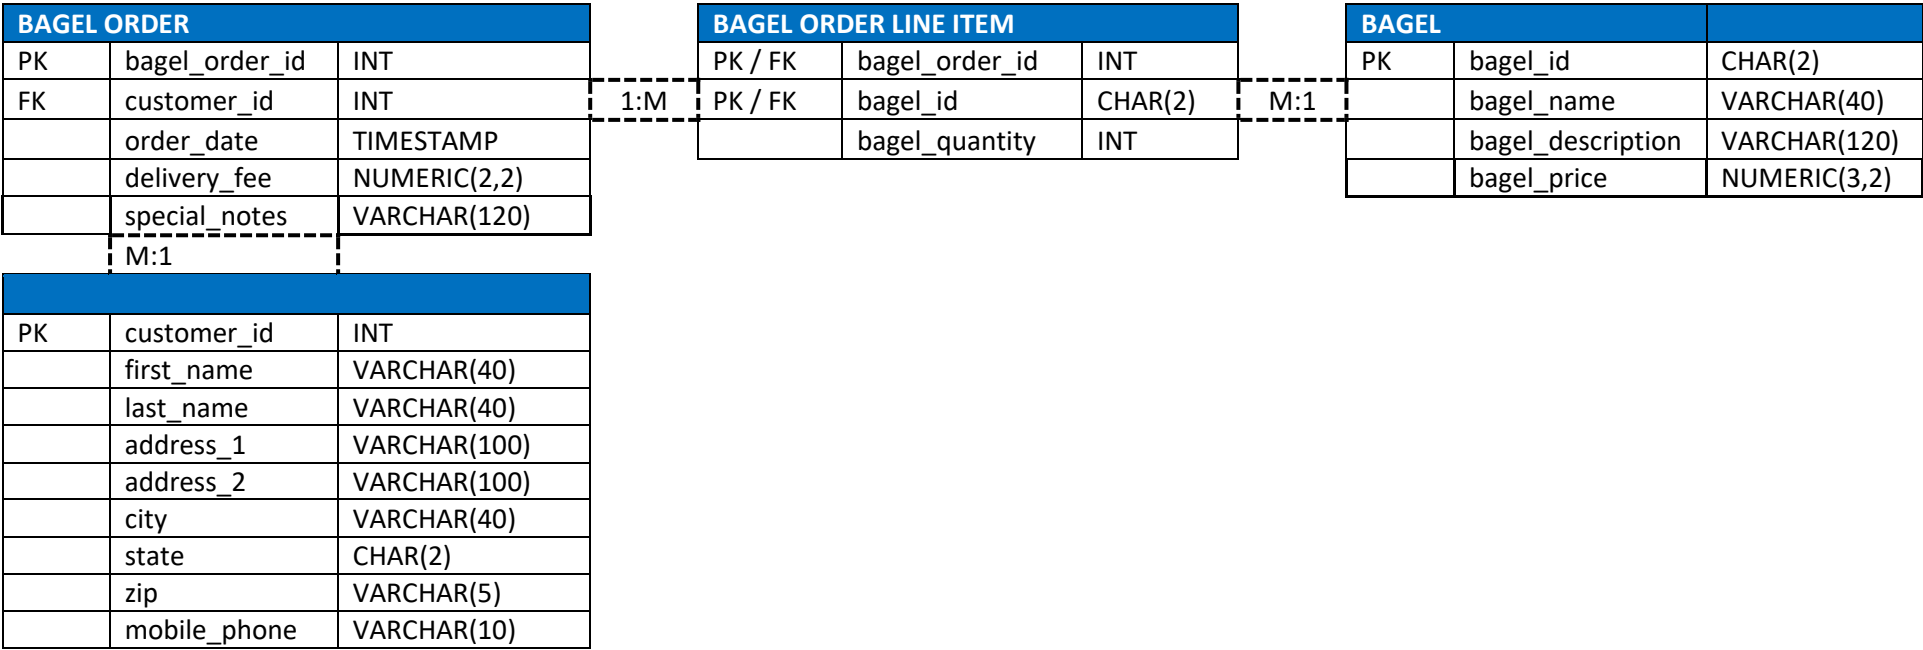 BAGEL ORDER
PK bagel_order_id INT
FK customer_id INT
order_date TIMESTAMP
delivery_fee NUMERIC(2,2)
special_notes VARCHAR(120)
1:M
BAGEL ORDER LINE ITEM
PK / FK bagel_order_id INT
PK / FK bagel_id CHAR(2)
bagel_quantity INT
M:1
BAGEL
PK bagel_id CHAR(2)
bagel_name VARCHAR(40)
bagel_description VARCHAR(120)
bagel_price NUMERIC(3,2)
M:1
PK customer_id INT
first_name VARCHAR(40)
last_name VARCHAR(40)
address_1 VARCHAR(100)
address_2 VARCHAR(100)
city VARCHAR(40)
state CHAR(2)
zip VARCHAR(5)
mobile_phone VARCHAR(10)